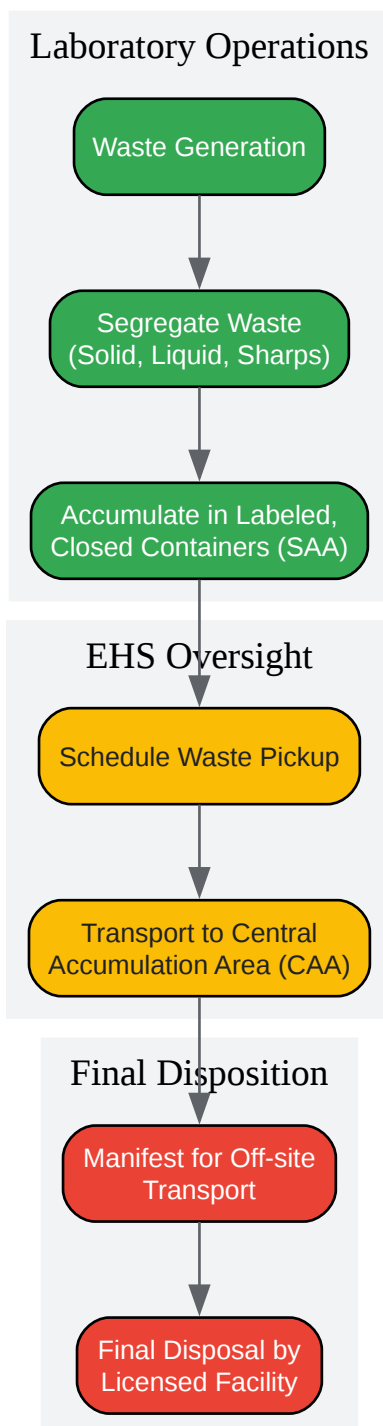 Laboratory Operations
Waste Generation
Segregate Waste
(Solid, Liquid, Sharps)
Accumulate in Labeled,
Closed Containers (SAA)
EHS Oversight
Schedule Waste Pickup
Transport to Central
Accumulation Area (CAA)
Final Disposition
Manifest for Off-site
Transport
Final Disposal by
Licensed Facility